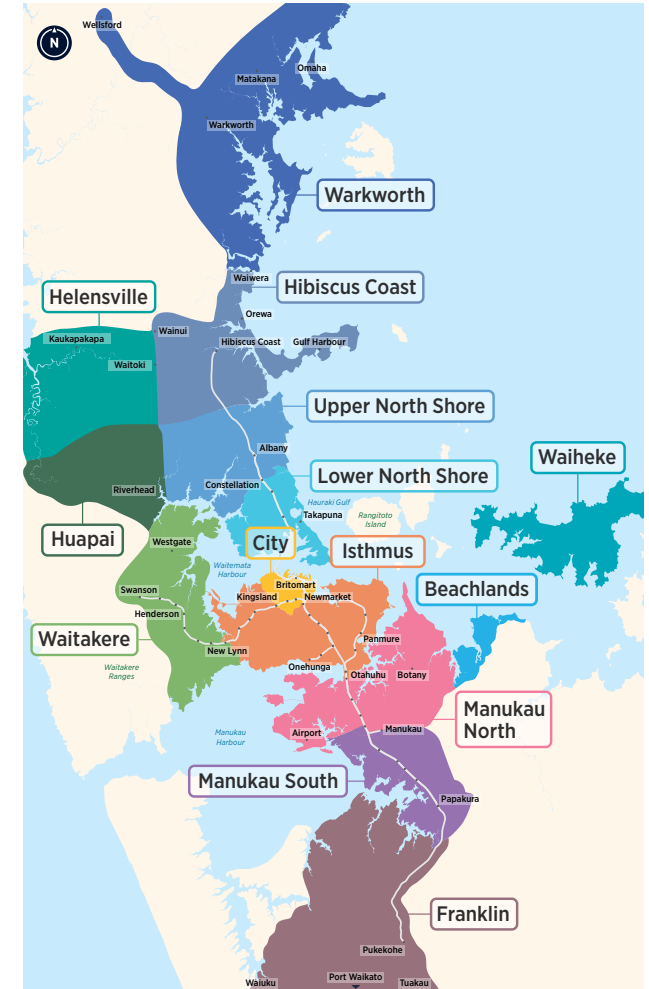 Wellsford
N
Omaha
Matakana
Warkworth
Warkworth
Waiwera
Hibiscus Coast
Helensville
Orewa
Wainui
Kaukapakapa
Hibiscus Coast
Gulf Harbour
Waitoki
Upper North Shore
Albany
Waiheke
Lower North Shore
Constellation
Riverhead
Hauraki Gulf
Takapuna
Rangitoto
Island
Huapai
Westgate
City
Isthmus
Waitemata
Harbour
Britomart
Beachlands
Swanson
Kingsland
Newmarket
Henderson
Waitakere
Panmure
New Lynn
Onehunga
Waitakere
Ranges
Otahuhu
Botany
Manukau
North
Manukau
Harbour
Airport
Manukau
Manukau South
Papakura
Franklin
Pukekohe
Waiuku
Port Waikato
Tuakau